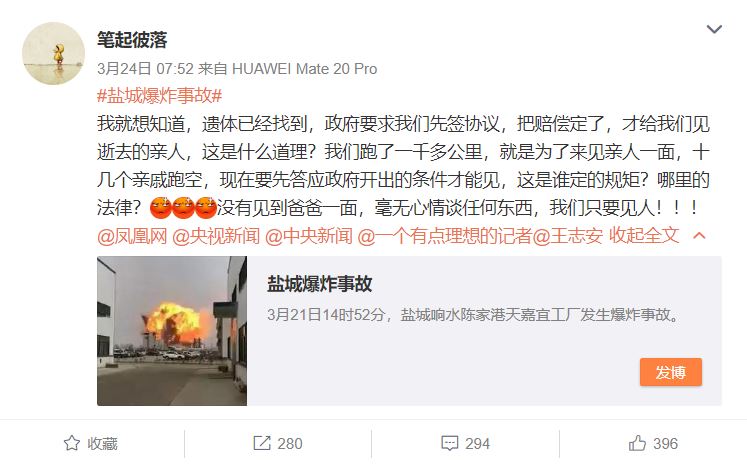 笔起彼落
3月24日 07:52 来自 HUAWEI Mate 20 Pro
#盐城爆炸事故#
我就想知道，遗体已经找到，政府要求我们先签协议，把赔偿定了，才给我们见
逝去的亲人，这是什么道理？我们跑了一千多公里，就是为了来见亲人一面，十
几个亲戚跑空，现在要先答应政府开出的条件才能见，这是谁定的规矩？哪里的
法律？没有见到爸爸一面，毫无心情谈任何东西，我们只要见人！！！
@凤凰网 @央视新闻 @中央新闻 @一个有点理想的记者@王志安 收起全文
盐城爆炸事故
3月21日14时52分，盐城响水陈家港天嘉宜工厂发生爆炸事故。
发博
收藏 280 294 396